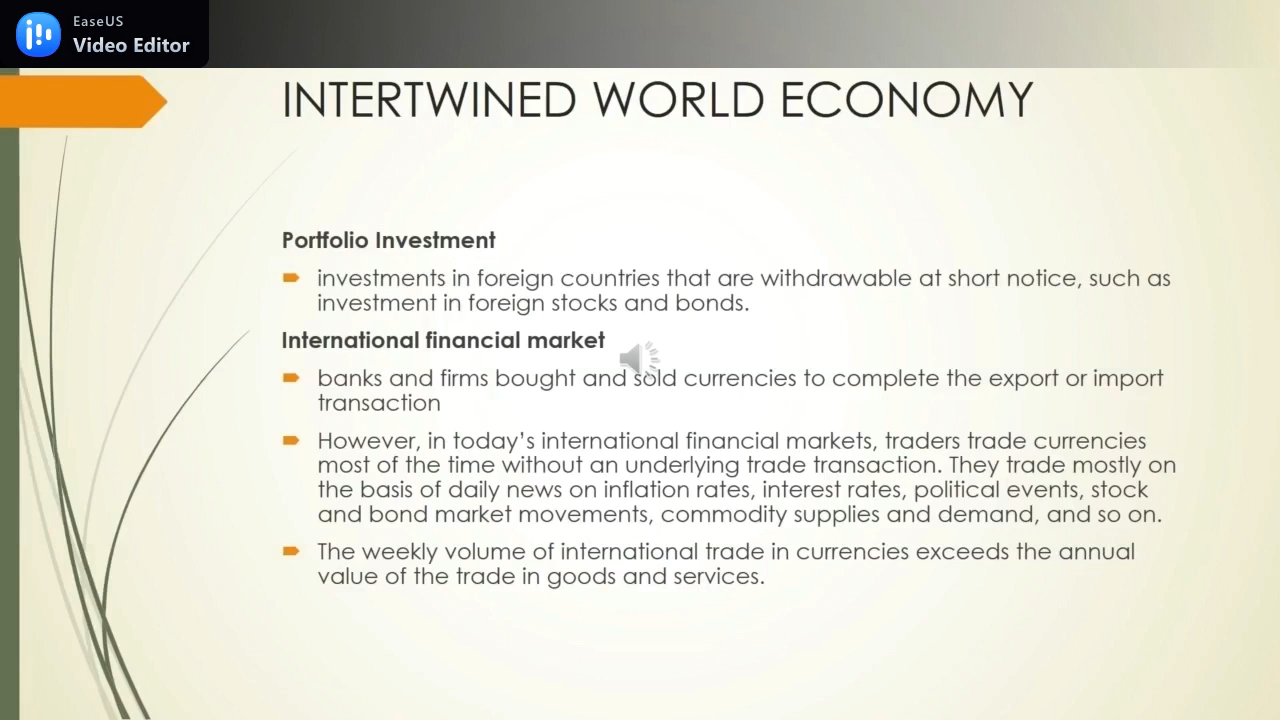 EaseUS
Video Editor
INTERTWINED WORLD ECONOMY
Portfolio Investment
investments in foreign countries that are withdrawable at short notice, such as
investment in foreign stocks and bonds.
International financial market
banks and firms bought and sold currencies to complete the export or import
transaction
However, in today's international financial markets, traders trade currencies
most of the time without an underlying trade transaction. They trade mostly on
the basis of daily news on inflation rates, interest rates, political events, stock
and bond market movements, commodity supplies and demand, and so on.
The weekly volume of international trade in currencies exceeds the annual
value of the trade in goods and services.